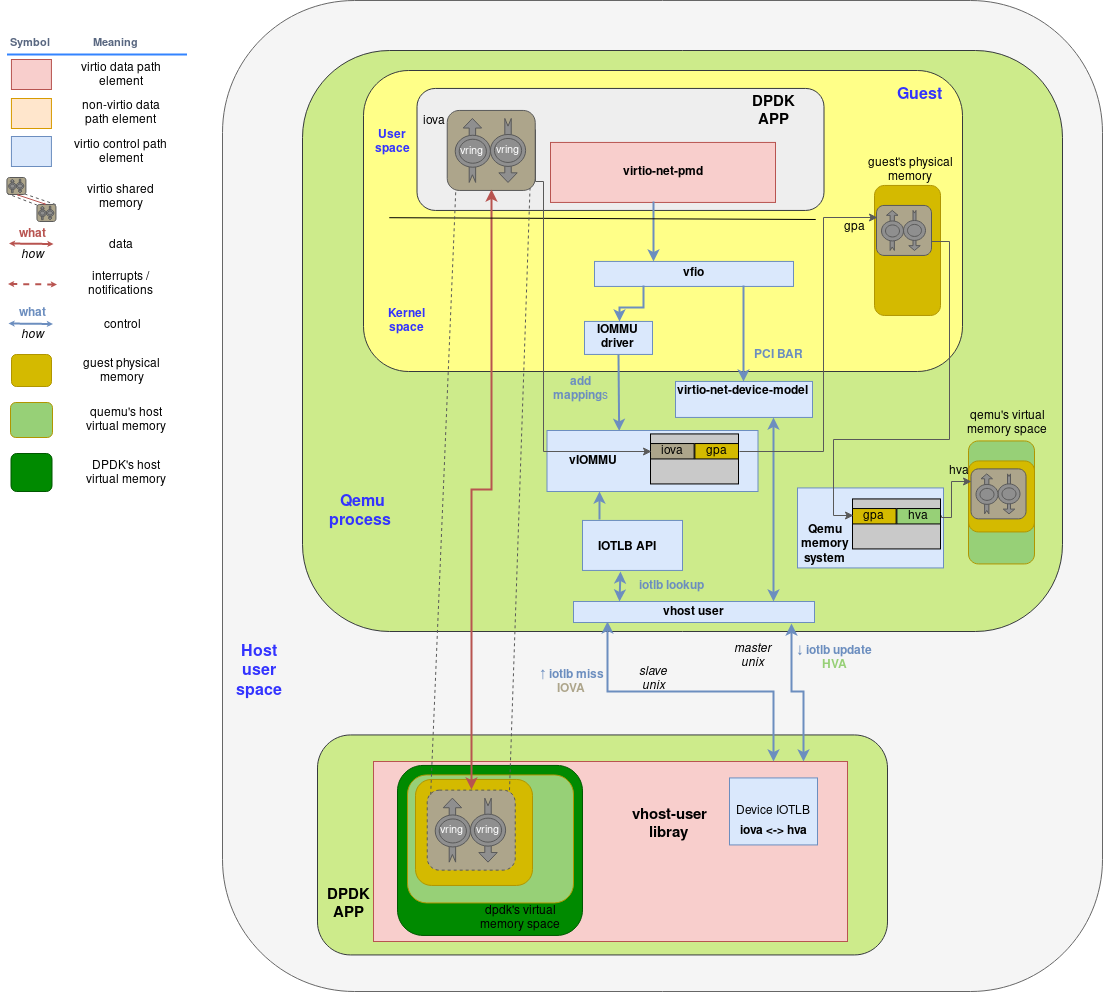 Symbol Meaning
virtio data path
element
non-virtio data
path element
virtio control path
element
virtio shared
memory
what
how
data
interrupts /
notifications
what
how
control
guest physical
memory
quemu's host
virtual memory
DPDK's host
virtual memory
Guest
DPDK
APP
User
space
iova
vring vring
virtio-net-pmd
guest's physical
memory
gpa
vfio
Kernel
space
IOMMU
driver
PCI BAR
add
mappings
virtio-net-device-model
vIOMMU
iova gpa
qemu's virtual
memory space
hva
Qemu
process
gpa hva
Qemu
memory
system
IOTLB API
iotlb lookup
vhost user
Host
user
space
↑ iotlb miss
IOVA
slave
unix
master
unix
↓ iotlb update
HVA
vring vring
vhost-user
libray
Device IOTLB
iova <-> hva
DPDK
APP
dpdk's virtual
memory space